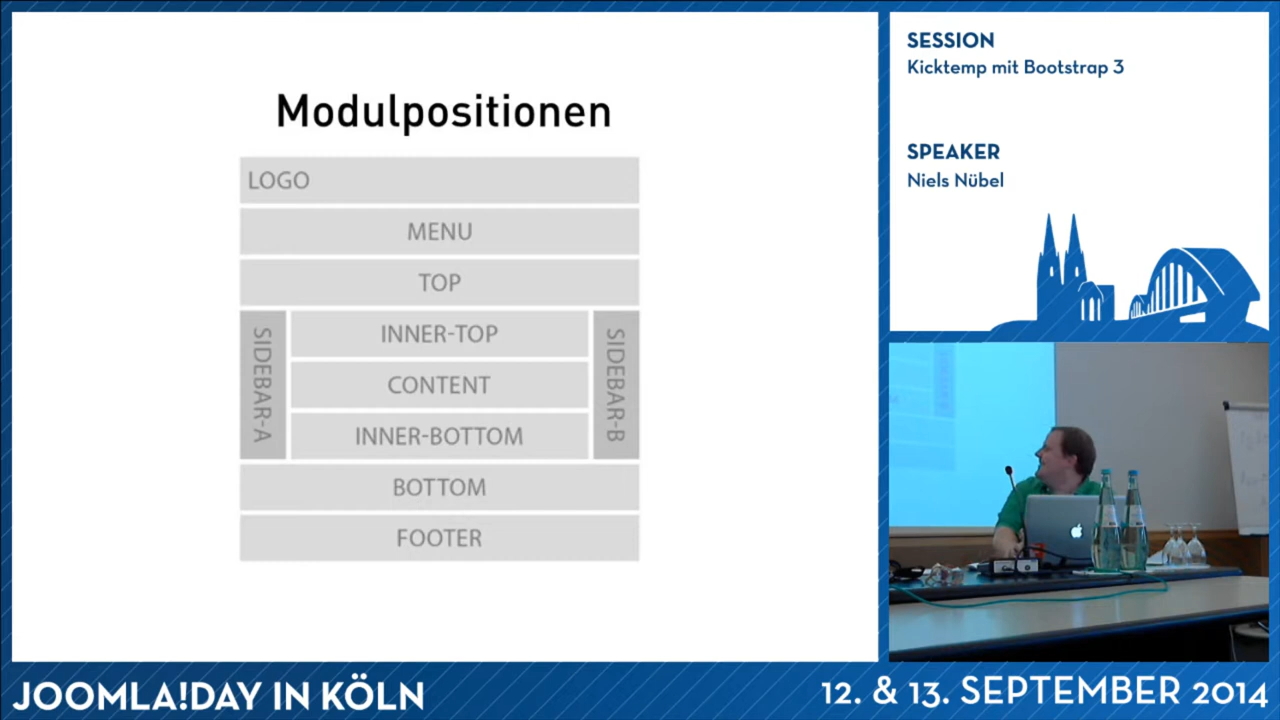 Modulpositionen
LOGO
MENU
TOP
SIDEBAR-A
INNER-TOP
CONTENT
INNER-BOTTOM
SIDEBAR-B
BOTTOM
FOOTER
SESSION
Kicktemp mit Bootstrap 3
SPEAKER
Niels Nübel
JOOMLA!DAY IN KÖLN
12. & 13. SEPTEMBER 2014